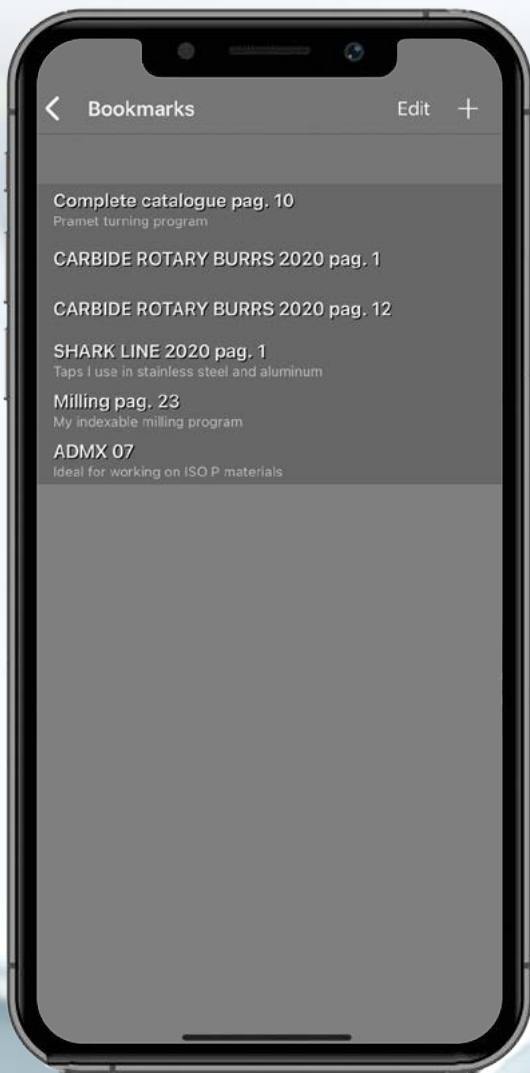 Bookmarks Edit +
Complete catalogue pag. 10
Pramet turning program
CARBIDE ROTARY BURRS 2020 pag. 1
CARBIDE ROTARY BURRS 2020 pag. 12
SHARK LINE 2020 pag. 1
Taps I use in stainless steel and aluminum
Milling pag. 23
My indexable milling program
ADMX 07
Ideal for working on ISO P materials